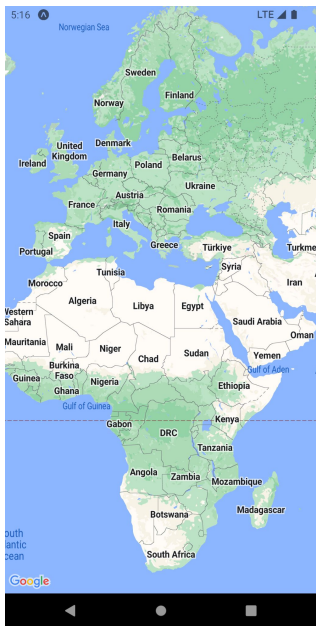 5:16
LTE
Norwegian Sea
Sweden
Finland
Norway
Denmark
United
Kingdom
Ireland
Belarus
Poland
Germany
Ukraine
Austria
France
Romania
Italy
Spain
Greece
Türkiye
Portugal
Turkme
Tunisia
Syria
Morocco
Iran
Algeria
Libya
Egypt
Western
Sahara
Saudi Arabia
Oman
Mauritania
Mali
Niger
Chad
Sudan
Yemen
Burkina
Faso
Gulf of Aden
Guinea
Nigeria
Ethiopia
Ghana
Gulf of Guinea
Gabon
Kenya
DRC
Tanzania
Angola
Zambia
Mozambique
Madagascar
Botswana
outh
lantic
cean
South Africa
Google